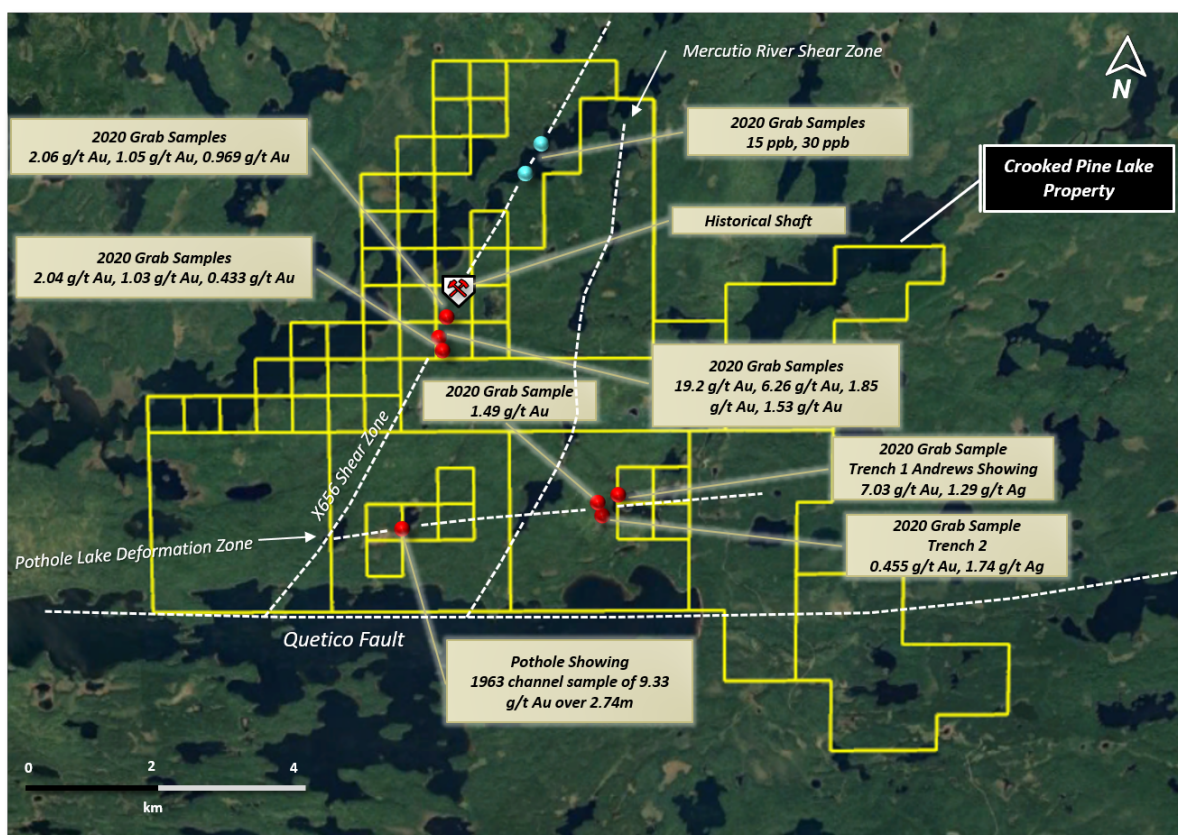 Mercutio River Shear Zone
N
2020 Grab Samples
2.06 g/t Au, 1.05 g/t Au, 0.969 g/t Au
2020 Grab Samples
15 ppb, 30 ppb
Crooked Pine Lake
Property
Historical Shaft
2020 Grab Samples
2.04 g/t Au, 1.03 g/t Au, 0.433 g/t Au
2020 Grab Samples
19.2 g/t Au, 6.26 g/t Au, 1.85
g/t Au, 1.53 g/t Au
2020 Grab Sample
1.49 g/t Au
X656 Shear Zone
2020 Grab Sample
Trench 1 Andrews Showing
7.03 g/t Au, 1.29 g/t Ag
2020 Grab Sample
Trench 2
0.455 g/t Au, 1.74 g/t Ag
Pothole Lake Deformation Zone
Quetico Fault
Pothole Showing
1963 channel sample of 9.33
g/t Au over 2.74m
0 2 4
km